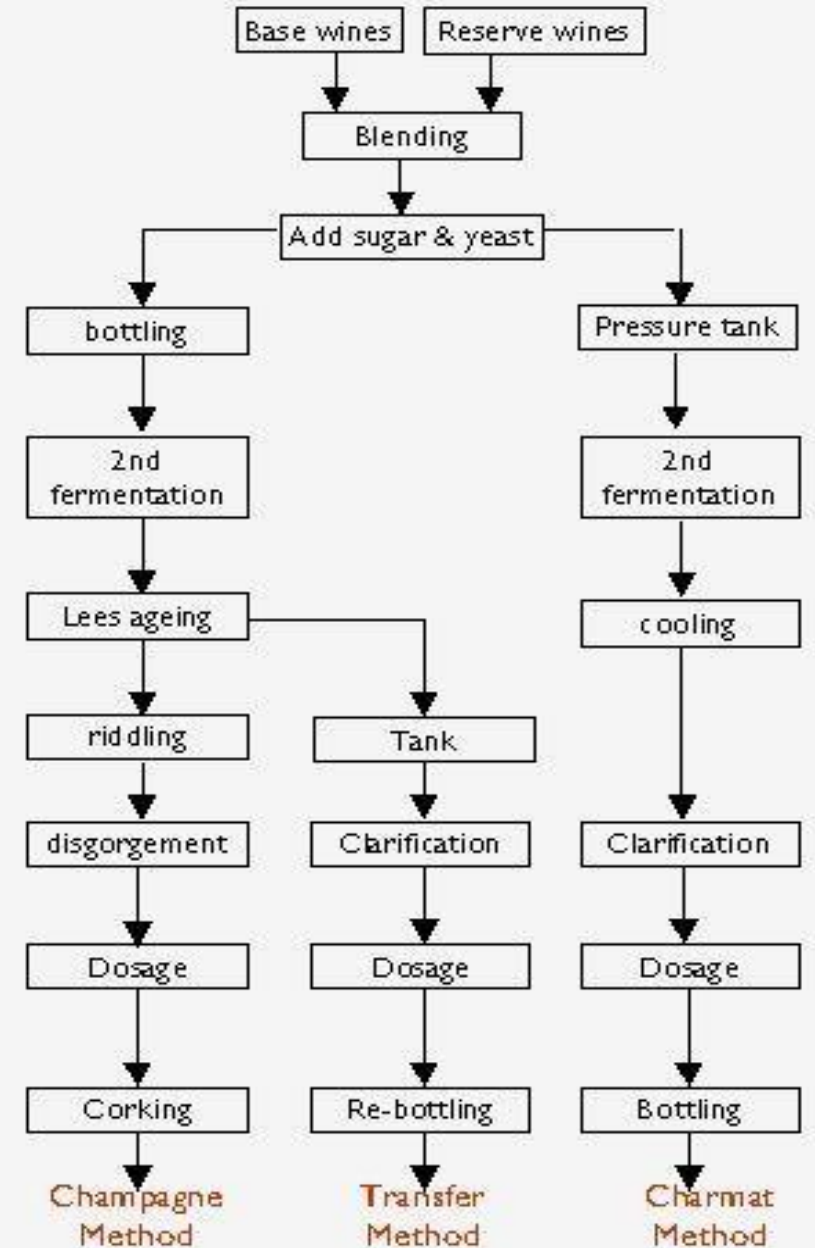 Base wines
Reserve wines
Blending
Add sugar & yeast
bottling
Pressure tank
2nd
fermentation
2nd
fermentation
Lees ageing
cooling
riddling
Tank
disgorgement
Clarification
Clarification
Dosage
Dosage
Dosage
Corking
Re-bottling
Bottling
Champagne
Method
Transfer
Method
Charmat
Method